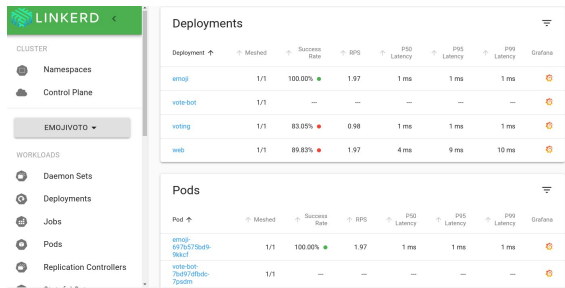 LINKERD
CLUSTER
Namespaces
Control Plane
EMOJIVOTO
WORKLOADS
Daemon Sets
Deployments
Jobs
Pods
Replication Controllers
Deployments
Deployment Meshed Success Rate RPS P50 Latency P95 Latency P99 Latency Grafana
emoji 1/1 100.00% 1.97 1 ms 1 ms 1 ms
vote-bot 1/1 — — — — —
voting 1/1 83.05% 0.98 1 ms 1 ms 1 ms
web 1/1 89.83% 1.97 4 ms 9 ms 10 ms
Pods
Pod Meshed Success Rate RPS P50 Latency P95 Latency P99 Latency Grafana
emoji-
697b575bd9-
9kkcf 1/1 100.00% 1.97 1 ms 1 ms 1 ms
vote-bot-
7bd97dfbdc-
7psdm 1/1 — — — — —